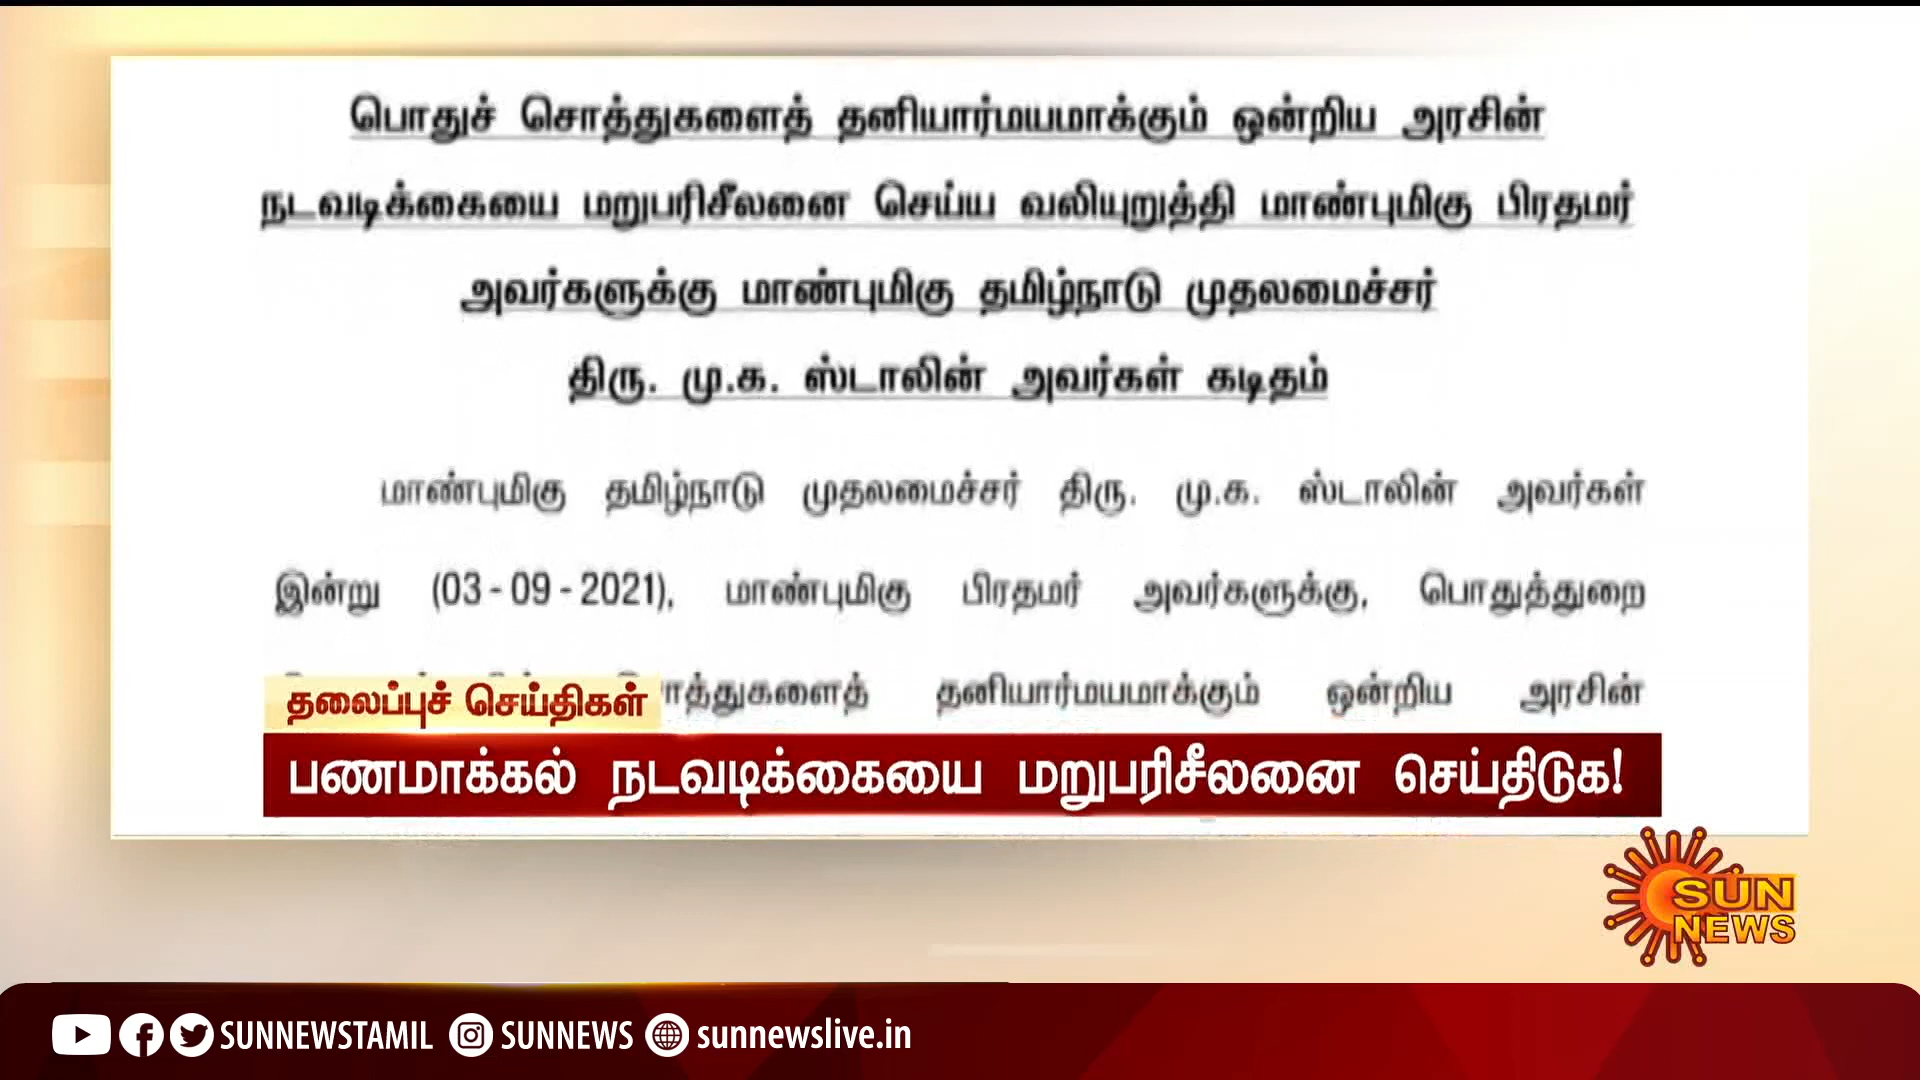 பொதுச் சொத்துகளைத் தனியார்மயமாக்கும் ஒன்றிய அரசின்
நடவடிக்கையை மறுபரிசீலனை செய்ய வலியுறுத்தி மாண்புமிகு பிரதமர்
அவர்களுக்கு மாண்புமிகு தமிழ்நாடு முதலமைச்சர்
திரு. மு.க. ஸ்டாலின் அவர்கள் கடிதம்
மாண்புமிகு தமிழ்நாடு முதலமைச்சர் திரு. மு.க. ஸ்டாலின் அவர்கள்
இன்று (03-09-2021), மாண்புமிகு பிரதமர் அவர்களுக்கு, பொதுத்துறை
தனியார்மயமாக்கும் ஒன்றிய அரசின்
தலைப்புச் செய்திகள்
பணமாக்கல் நடவடிக்கையை மறுபரிசீலனை செய்திடுக!
SUN
NEWS
SUNNEWSTAMIL SUNNEWS sunnewslive.in